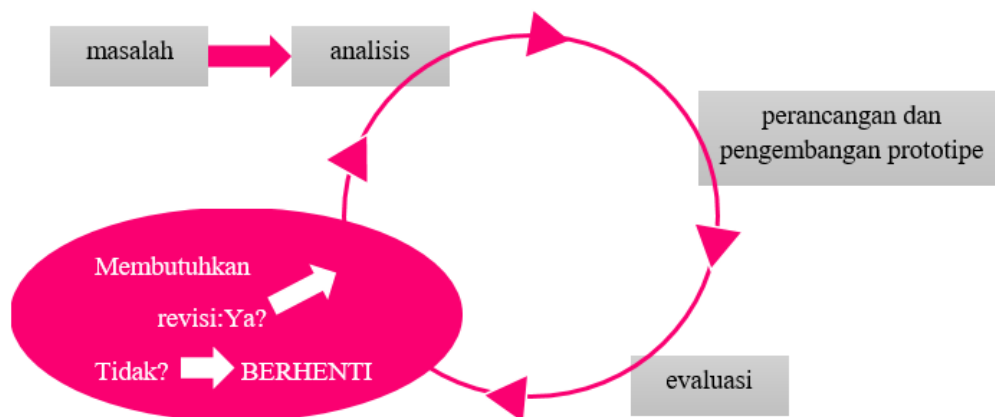 masalah
analisis
perancangan dan
pengembangan prototipe
Membutuhkan
revisi:Ya?
Tidak?
BERHENTI
evaluasi